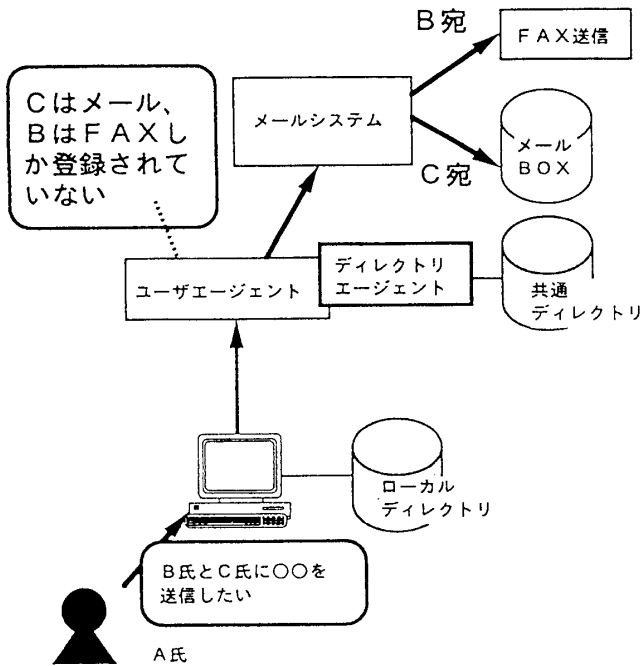 B宛
FAX送信
Cはメール、
BはFAXし
か登録されて
いない
メールシステム
メール
BOX
C宛
ユーザエージェント
ディレクトリ
エージェント
共通
ディレクトリ
ローカル
ディレクトリ
B氏とC氏に〇〇を
送信したい
A氏